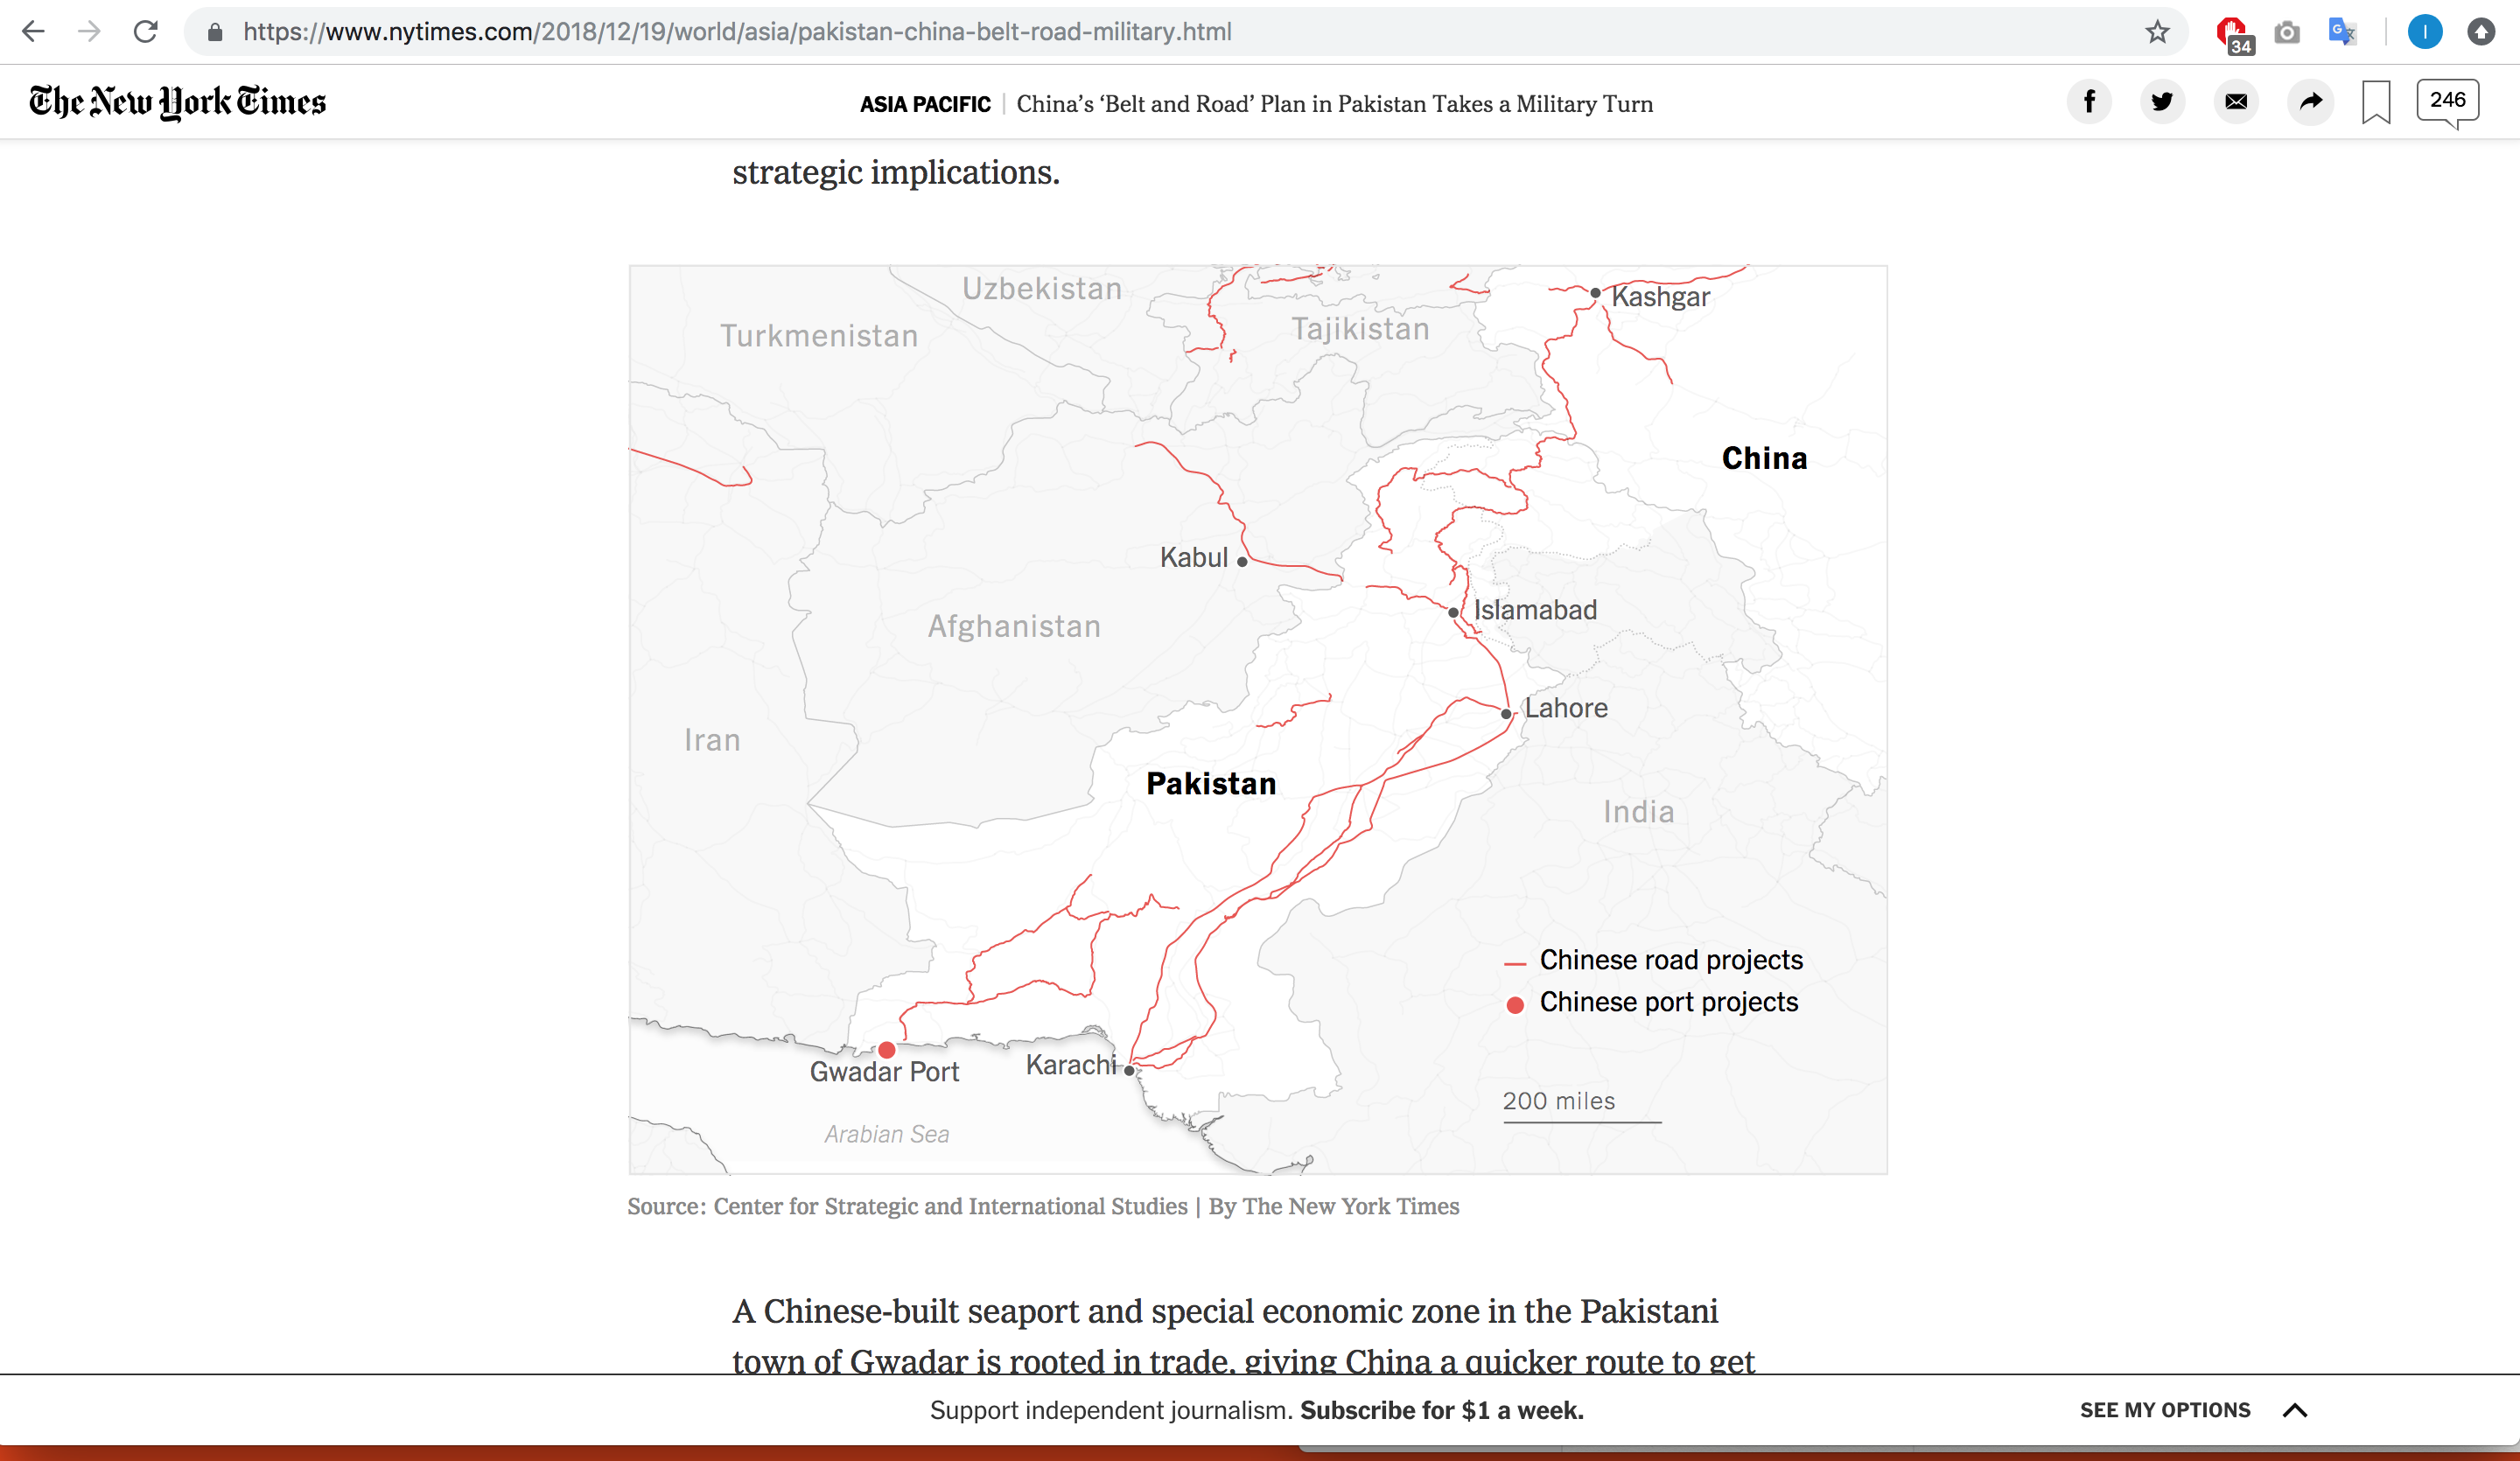 https://www.nytimes.com/2018/12/19/world/asia/pakistan-china-belt-road-military.html
34
I
The New York Times
ASIA PACIFIC | China’s ‘Belt and Road’ Plan in Pakistan Takes a Military Turn
246
strategic implications.
Uzbekistan
Kashgar
Turkmenistan
Tajikistan
China
Kabul
Islamabad
Afghanistan
Lahore
Iran
Pakistan
India
Chinese road projects
Chinese port projects
Gwadar Port
Karachi
200 miles
Arabian Sea
Source: Center for Strategic and International Studies | By The New York Times
A Chinese-built seaport and special economic zone in the Pakistani
town of Gwadar is rooted in trade, giving China a quicker route to get
Support independent journalism. Subscribe for $1 a week.
SEE MY OPTIONS